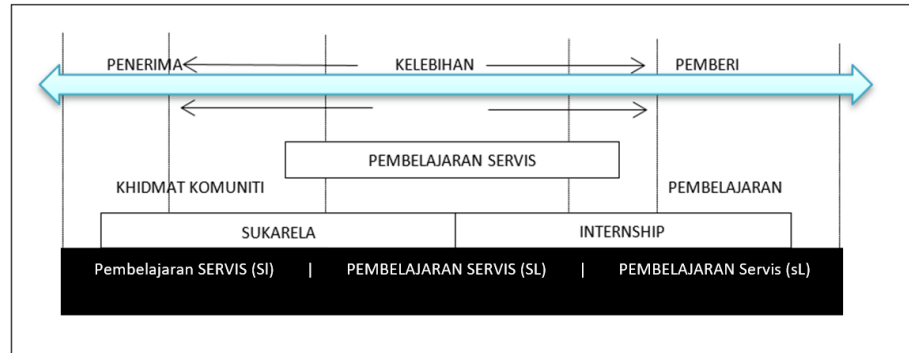 PENERIMA KELEBIHAN PEMBERI
PEMBELAJARAN SERVIS
KHIDMAT KOMUNITI PEMBELAJARAN
SUKARELA INTERNSHIP
Pembelajaran SERVIS (Sl) | PEMBELAJARAN SERVIS (SL) | PEMBELAJARAN Servis (sL)